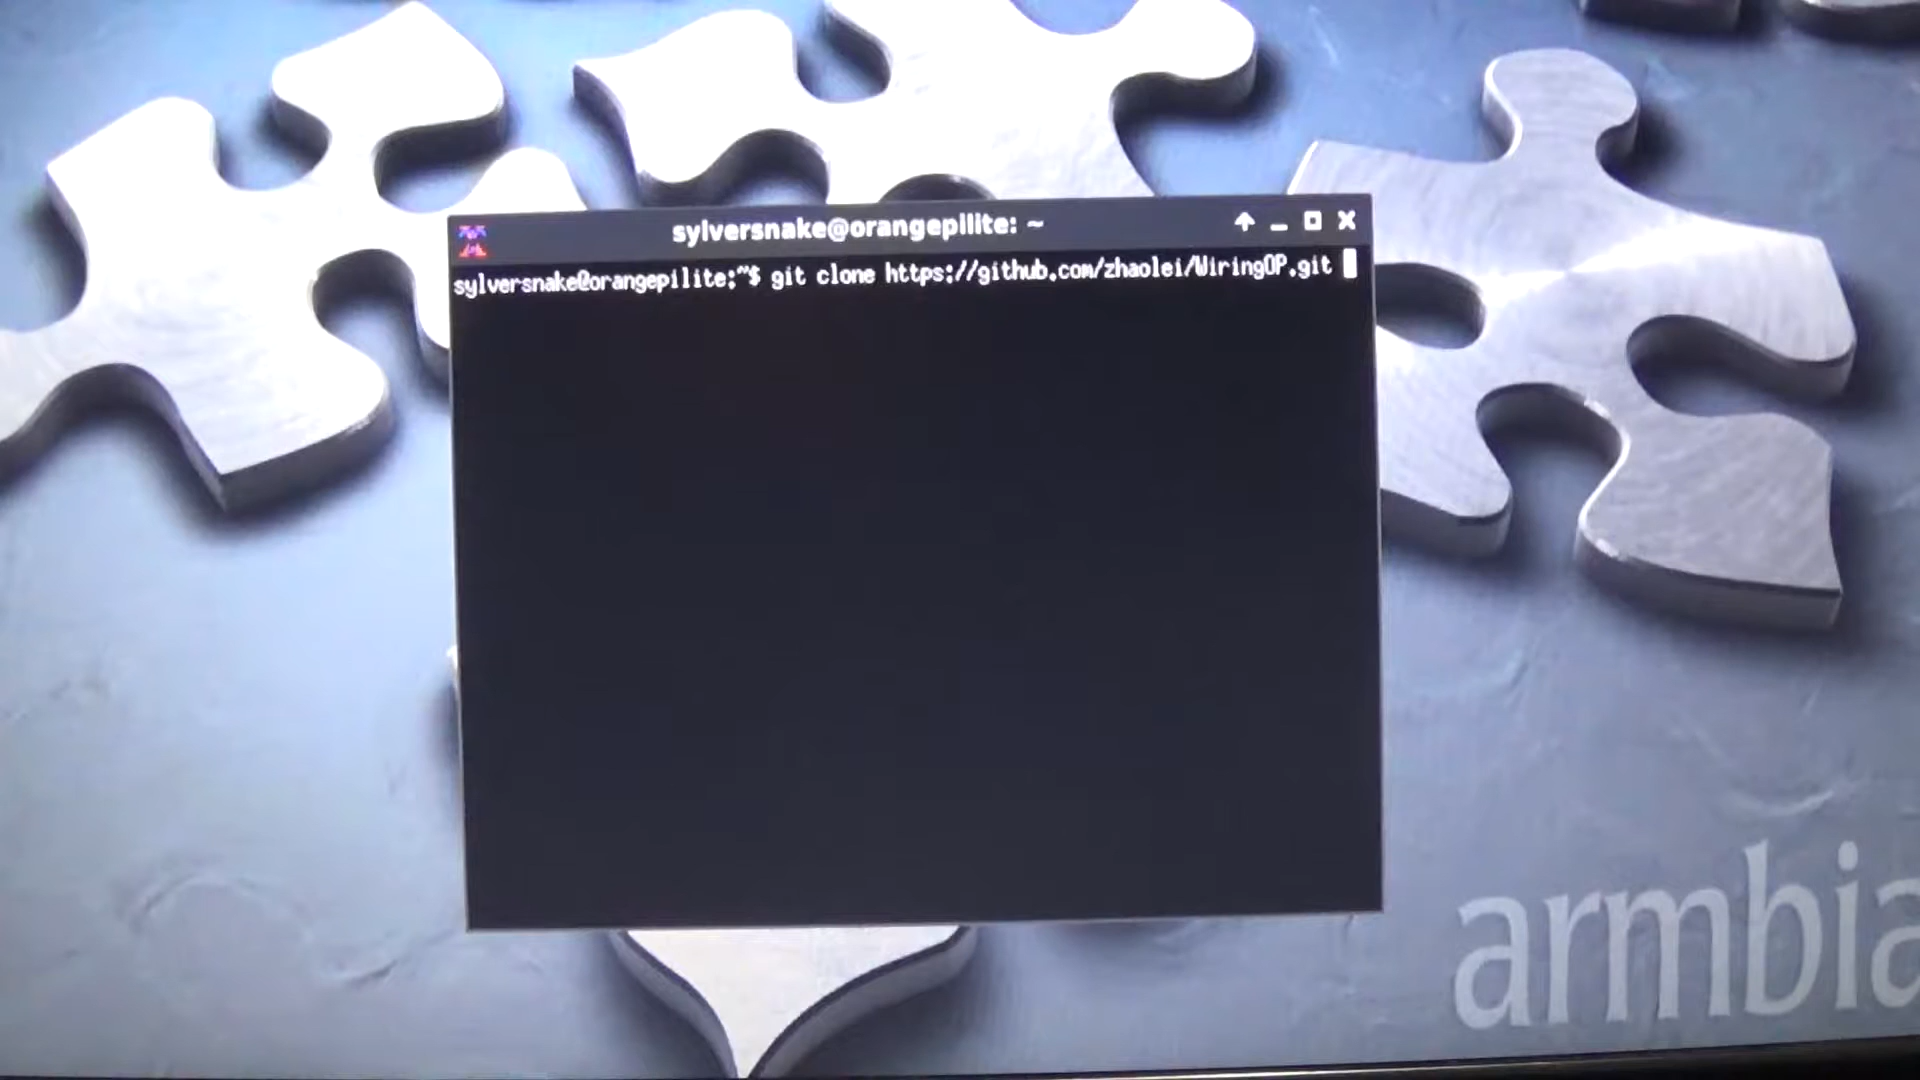 sylversnake@orangepilite: ~
sylversnake@orangepilite:~$ git clone https://github.com/zhaolei/WiringOP.git
armbia